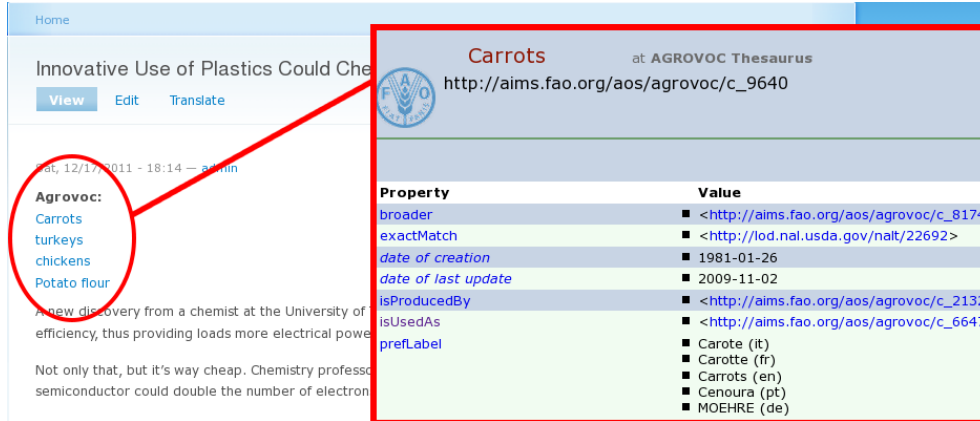 Home
Innovative Use of Plastics Could Che
View Edit Translate
Sat, 12/17/2011 - 18:14 — admin
Agrovoc:
Carrots
turkeys
chickens
Potato flour
A new discovery from a chemist at the University of
efficiency, thus providing loads more electrical powe
Not only that, but it's way cheap. Chemistry professo
semiconductor could double the number of electron
Carrots at AGROVOC Thesaurus
http://aims.fao.org/aos/agrovoc/c_9640
F A O
FIAT PANIS
Property Value
broader <http://aims.fao.org/aos/agrovoc/c_8174
exactMatch <http://lod.nal.usda.gov/nalt/22692>
date of creation 1981-01-26
date of last update 2009-11-02
isProducedBy <http://aims.fao.org/aos/agrovoc/c_2132
isUsedAs <http://aims.fao.org/aos/agrovoc/c_6647
prefLabel Carote (it)
Carotte (fr)
Carrots (en)
Cenoura (pt)
MOEHRE (de)